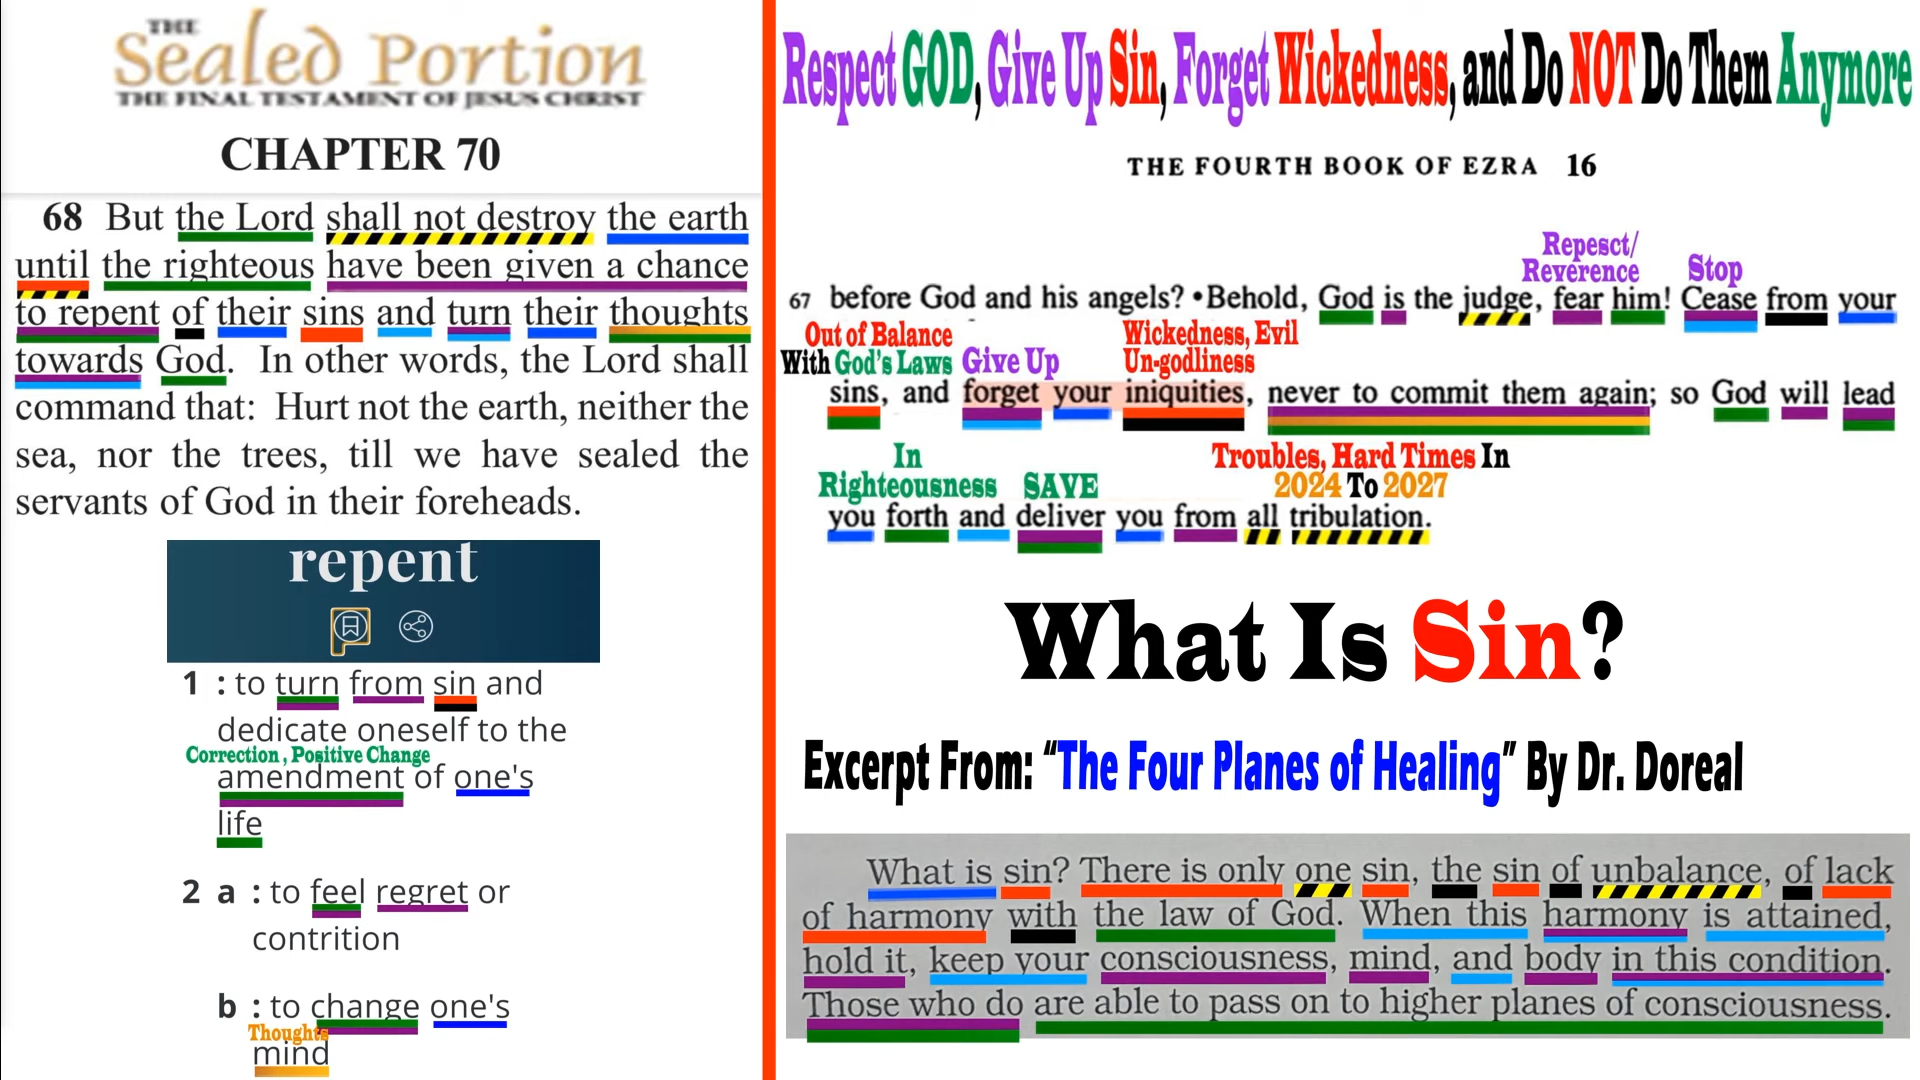 THE
Sealed Portion
THE FINAL TESTAMENT OF JESUS CHRIST
CHAPTER 70
68 But the Lord shall not destroy the earth
until the righteous have been given a chance
to repent of their sins and turn their thoughts
towards God. In other words, the Lord shall
command that: Hurt not the earth, neither the
sea, nor the trees, till we have sealed the
servants of God in their foreheads.
repent
1 : to turn from sin and
dedicate oneself to the
Correction, Positive Change
amendment of one's
life
2 a : to feel regret or
contrition
b : to change one's
Thoughts
mind
Respect GOD, Give Up Sin, Forget Wickedness, and Do NOT Do Them Anymore
THE FOURTH BOOK OF EZRA 16
Repesct/
Reverence Stop
67 before God and his angels? •Behold, God is the judge, fear him! Cease from your
Out of Balance Wickedness, Evil
With God's Laws Give Up Un-godliness
sins, and forget your iniquities, never to commit them again; so God will lead
In Troubles, Hard Times In
Righteousness SAVE 2024 To 2027
you forth and deliver you from all tribulation.
What Is Sin?
Excerpt From: “The Four Planes of Healing” By Dr. Doreal
What is sin? There is only one sin, the sin of unbalance, of lack
of harmony with the law of God. When this harmony is attained,
hold it, keep your consciousness, mind, and body in this condition.
Those who do are able to pass on to higher planes of consciousness.